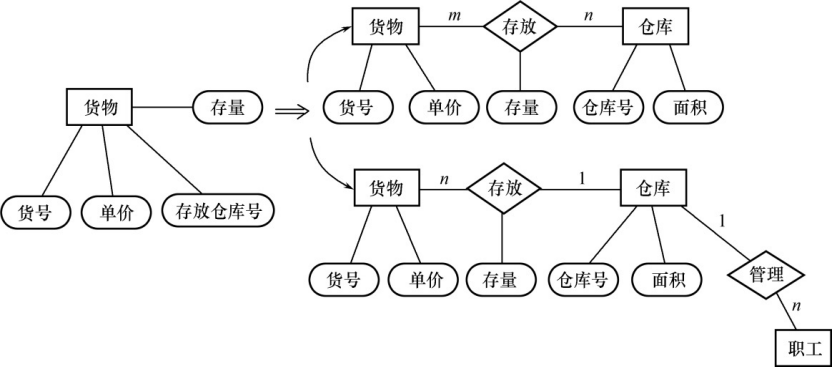 货物 m 存放 n 仓库
货号 单价 存量 仓库号 面积
货物 存量
货号 单价 存放仓库号
货物 n 存放 1 仓库
1
货号 单价 存量 仓库号 面积 管理
n
职工